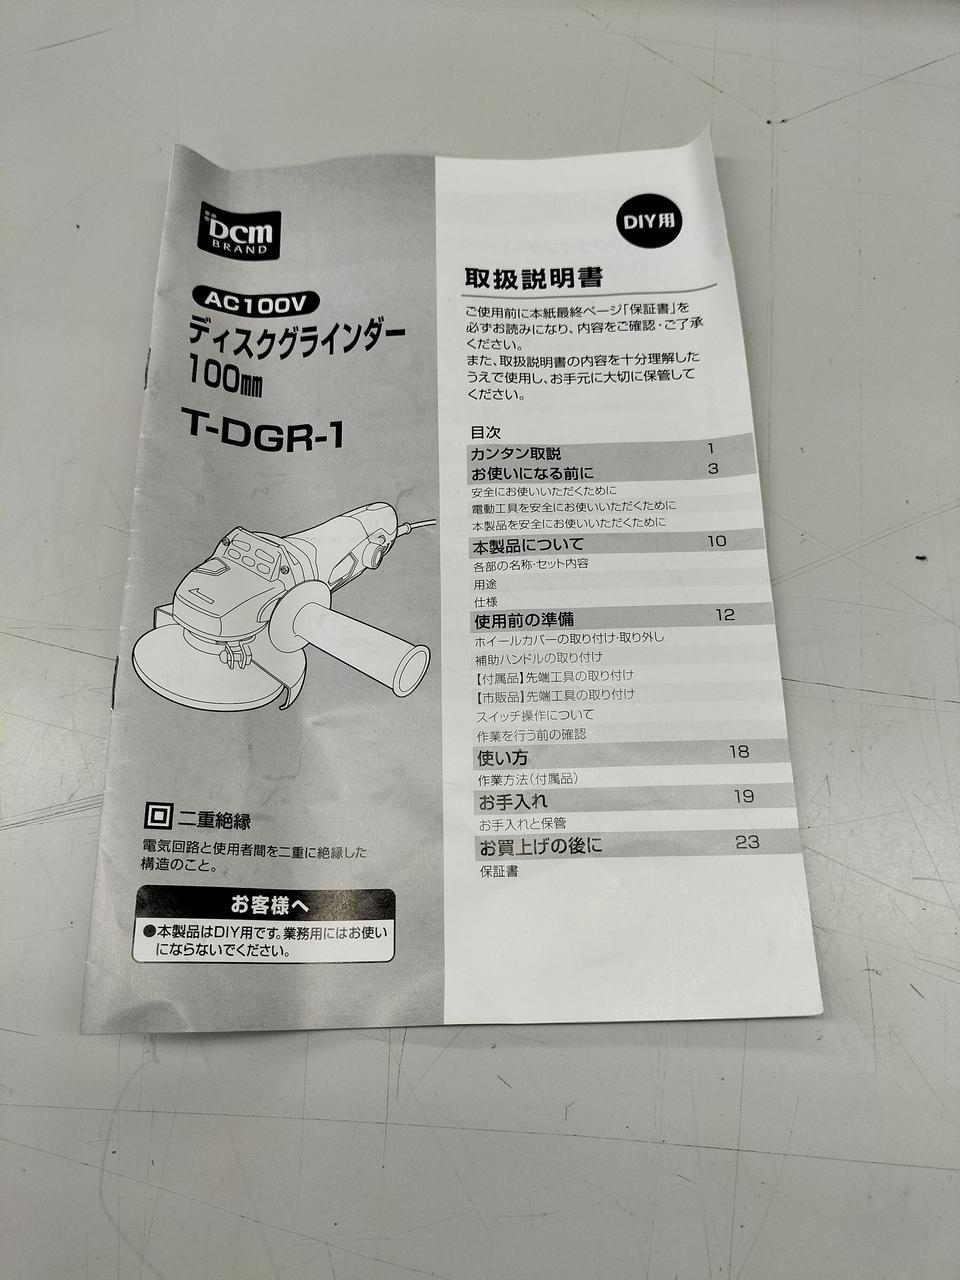 DCM
BRAND
AC100V
ディスクグラインダー
100mm
T-DGR-1
二重絶縁
電気回路と使用者間を二重に絶縁した
構造のこと。
お客様へ
●本製品はDIY用です。業務用にはお使い
にならないでください。
DIY用
取扱説明書
ご使用前に本紙最終ページ「保証書」を
必ずお読みになり、内容をご確認・ご了承
ください。
また、取扱説明書の内容を十分理解した
うえで使用し、お手元に大切に保管して
ください。
目次
カンタン取説 1
お使いになる前に 3
安全にお使いいただくために
電動工具を安全にお使いいただくために
本製品を安全にお使いいただくために
本製品について 10
各部の名称・セット内容
用途
仕様
使用前の準備 12
ホイールカバーの取り付け・取り外し
補助ハンドルの取り付け
【付属品】先端工具の取り付け
【市販品】先端工具の取り付け
スイッチ操作について
作業を行う前の確認
使い方 18
作業方法(付属品)
お手入れ 19
お手入れと保管
お買上げの後に 23
保証書